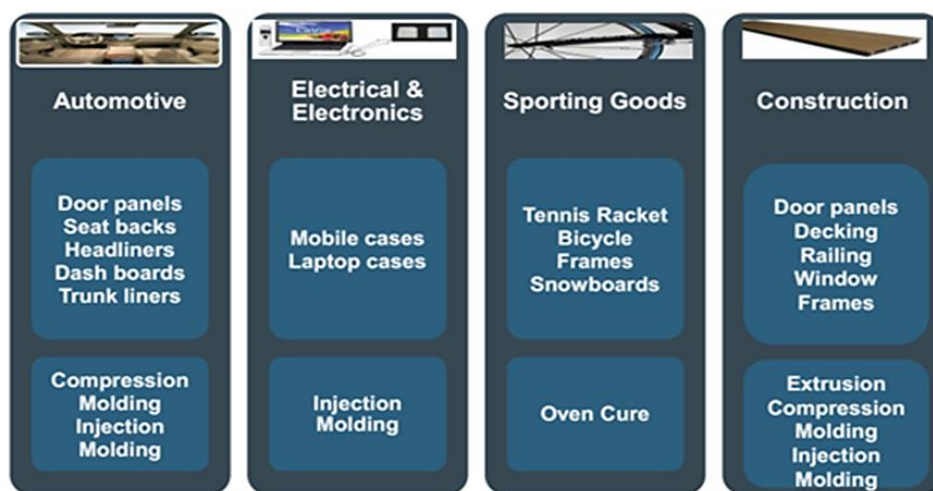 Automotive
Door panels
Seat backs
Headliners
Dash boards
Trunk liners
Compression
Molding
Injection
Molding
Electrical &
Electronics
Mobile cases
Laptop cases
Injection
Molding
Sporting Goods
Tennis Racket
Bicycle
Frames
Snowboards
Oven Cure
Construction
Door panels
Decking
Railing
Window
Frames
Extrusion
Compression
Molding
Injection
Molding